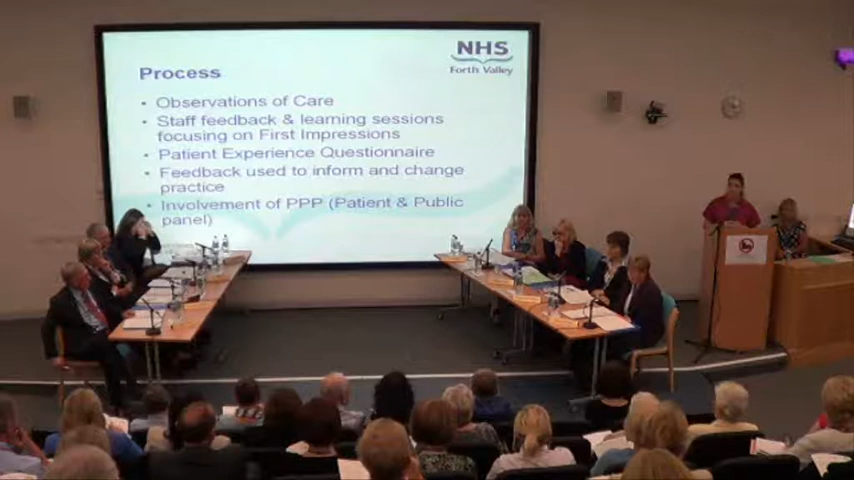 NHS
Forth Valley
Process
• Observations of Care
• Staff feedback & learning sessions
focusing on First Impressions
• Patient Experience Questionnaire
• Feedback used to inform and change
practice
• Involvement of PPP (Patient & Public
panel)